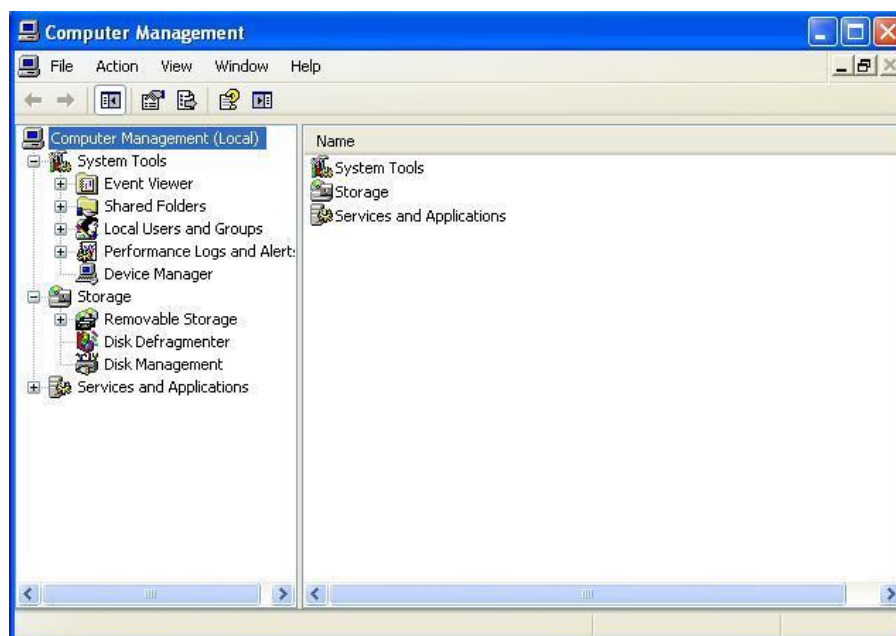 Computer Management
File Action View Window Help
Computer Management (Local)
System Tools
Event Viewer
Shared Folders
Local Users and Groups
Performance Logs and Alert:
Device Manager
Storage
Removable Storage
Disk Defragmenter
Disk Management
Services and Applications
Name
System Tools
Storage
Services and Applications